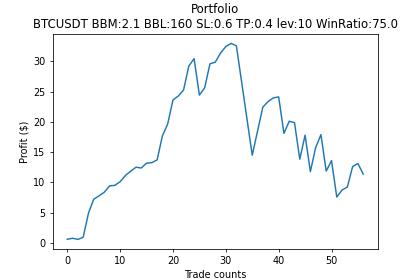 Portfolio
BTCUSDT BBM:2.1 BBL:160 SL:0.6 TP:0.4 lev:10 WinRatio:75.0
Profit ($)
30
25
20
15
10
5
0
0 10 20 30 40 50
Trade counts